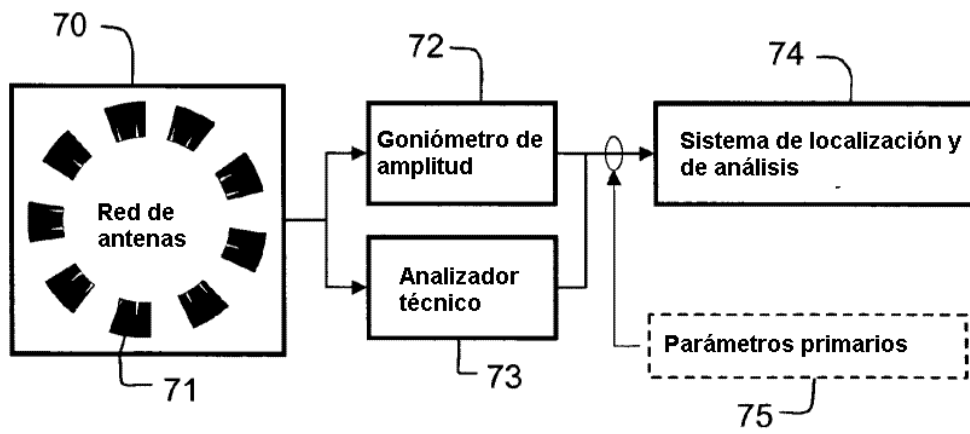 70
72
74
Goniómetro de
amplitud
Sistema de localización y
de análisis
Red de
antenas
Analizador
técnico
Parámetros primarios
71
73
75